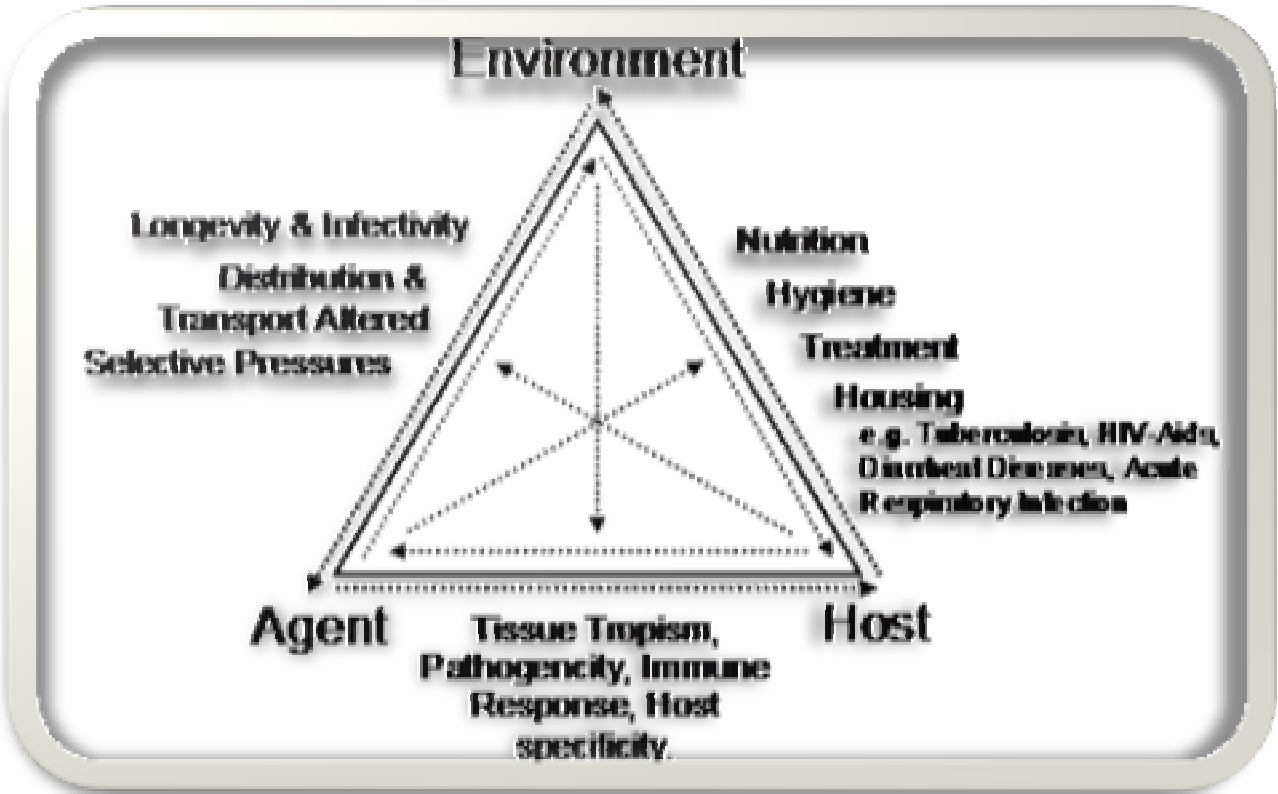 Environment
Longevity & Infectivity
Distribution &
Transport Altered
Selective Pressures
Nutrition
Hygiene
Treatment
Housing
e.g. Tuberculosis, HIV-Aids,
Diarrheal Diseases, Acute
Respiratory Infection
Agent
Host
Tissue Tropism,
Pathogencity, Immune
Response, Host
specificity.